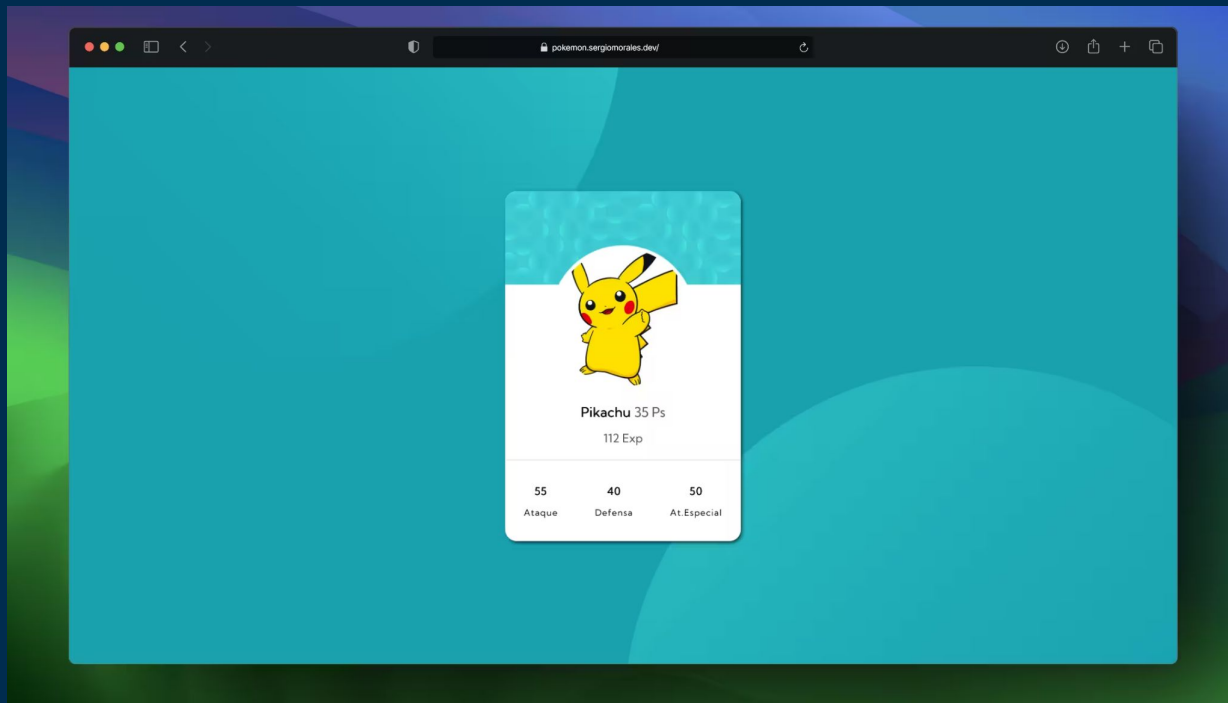 pokemon.sergiomorales.dev/
Pikachu 35 Ps
112 Exp
55 40 50
Ataque Defensa At.Especial